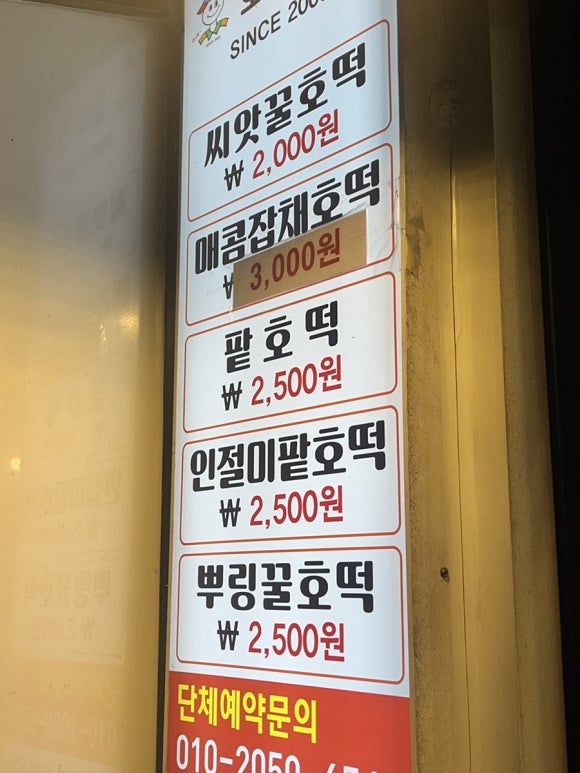 SINCE
씨앗꿀호떡
₩ 2,000원
매콤잡채호떡
₩ 3,000원
팥호떡
₩ 2,500원
인절미팥호떡
₩ 2,500원
뿌링꿀호떡
₩ 2,500원
단체예약문의
010-2050